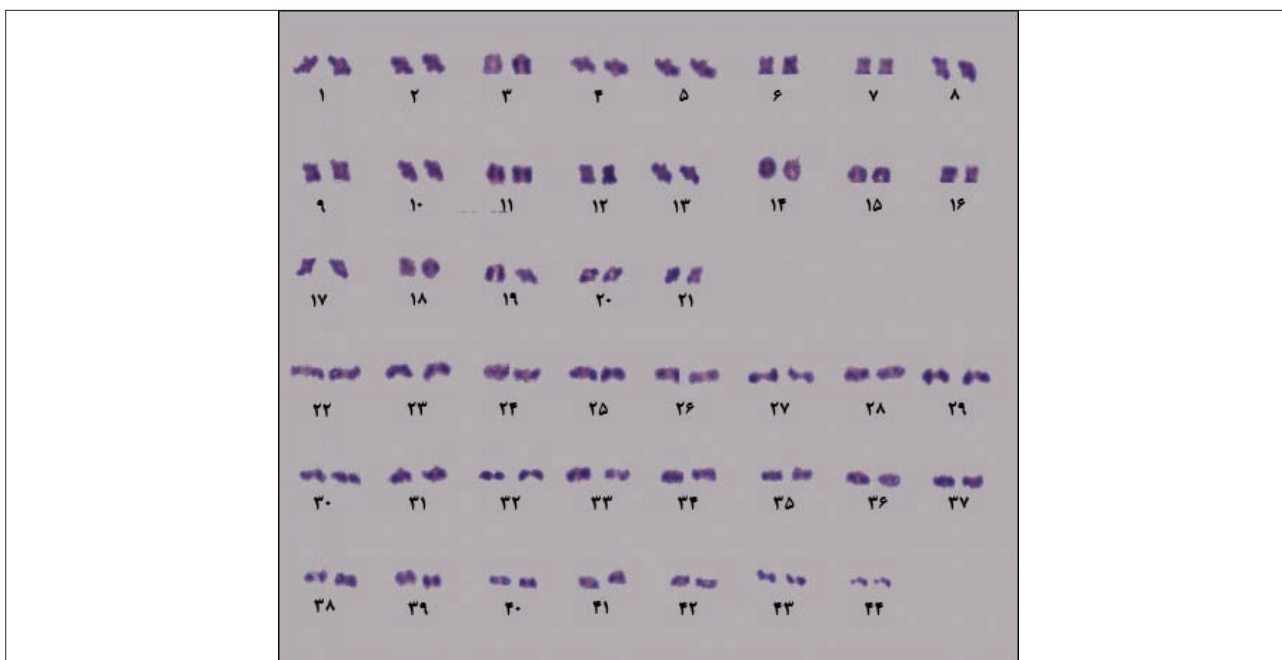 ۱ ۲ ۳ ۴ ۵ ۶ ۷ ۸
۹ ۱۰ ۱۱ ۱۲ ۱۳ ۱۴ ۱۵ ۱۶
۱۷ ۱۸ ۱۹ ۲۰ ۲۱
۲۲ ۲۳ ۲۴ ۲۵ ۲۶ ۲۷ ۲۸ ۲۹
۳۰ ۳۱ ۳۲ ۳۳ ۳۴ ۳۵ ۳۶ ۳۷
۳۸ ۳۹ ۴۰ ۴۱ ۴۲ ۴۳ ۴۴